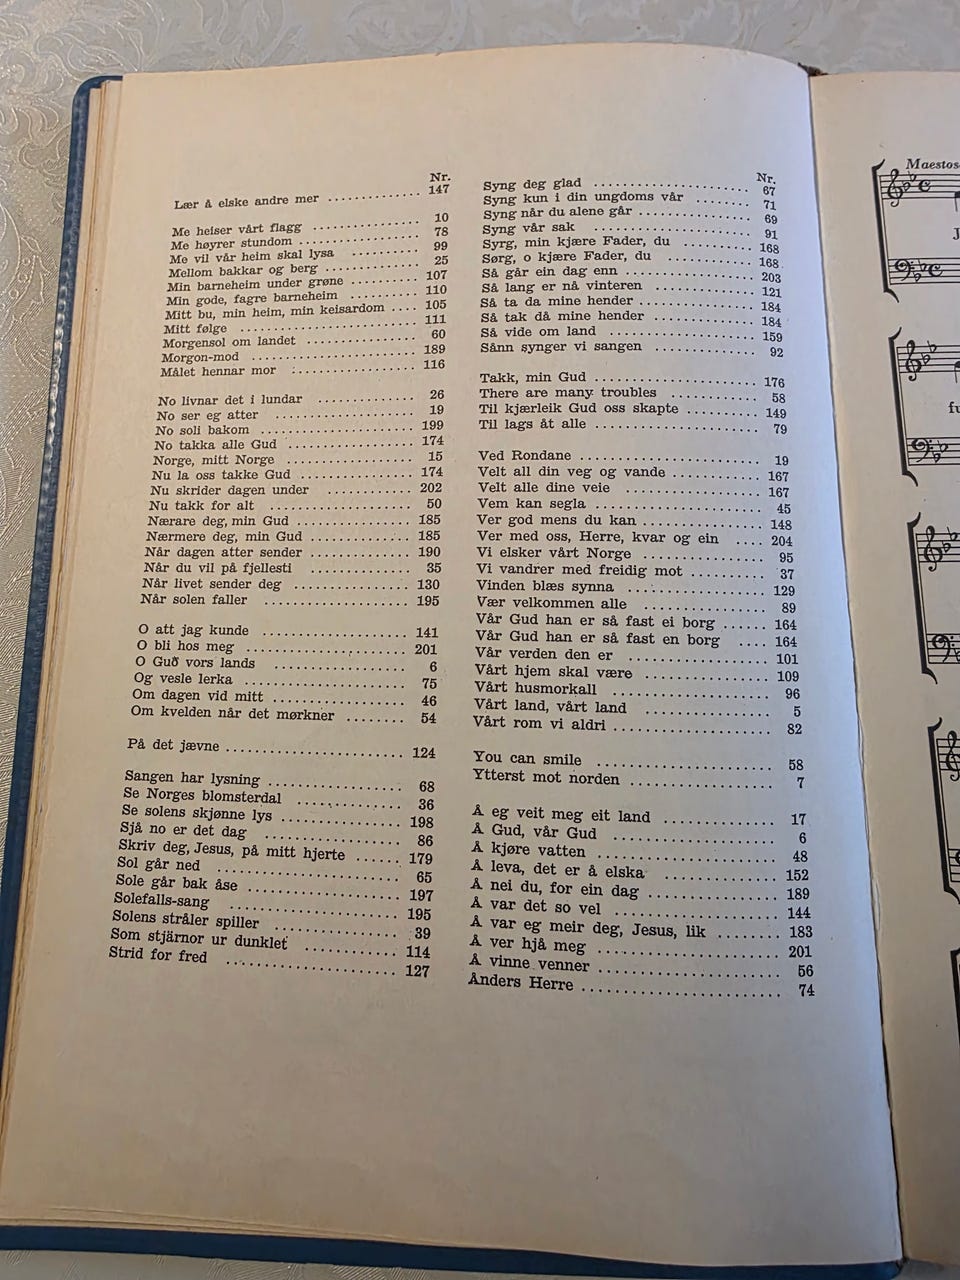 Nr.
Lær å elske andre mer ........... 147
Me heiser vårt flagg ............. 10
Me høyrer stundom ............... 78
Me vil vår heim skal lysa ........ 99
Mellom bakkar og berg ........... 25
Min barneheim under grøne ....... 107
Min gode, fagre barneheim ....... 110
Mitt bu, min heim, min keisardom .... 105
Mitt følge ....................... 111
Morgensol om landet .............. 60
Morgon-mod ...................... 189
Målet hennar mor ................ 116
No livnar det i lundar ........... 26
No ser eg atter .................. 19
No soli bakom ................... 199
No takka alle Gud ............... 174
Norge, mitt Norge ................ 15
Nu la oss takke Gud ............. 174
Nu skrider dagen under .......... 202
Nu takk for alt .................. 50
Nærare deg, min Gud ............. 185
Nærmere deg, min Gud ............ 185
Når dagen atter sender .......... 190
Når du vil på fjellesti .......... 35
Når livet sender deg ............ 130
Når solen faller ................ 195
O att jag kunde ................. 141
O bli hos meg ................... 201
O Guð vors lands .................. 6
Og vesle lerka ................... 75
Om dagen vid mitt ................ 46
Om kvelden når det mørkner ....... 54
På det jævne .................... 124
Sangen har lysning ............... 68
Se Norges blomsterdal ............ 36
Se solens skjønne lys ........... 198
Sjå no er det dag ................ 86
Skriv deg, Jesus, på mitt hjerte ...... 179
Sol går ned ...................... 65
Sole går bak åse ................ 197
Solefalls-sang .................. 195
Solens stråler spiller ........... 39
Som stjärnor ur dunklet ......... 114
Strid for fred .................. 127
Nr.
Syng deg glad .................... 67
Syng kun i din ungdoms vår ....... 71
Syng når du alene går ............ 69
Syng vår sak ..................... 91
Syrg, min kjære Fader, du ....... 168
Sørg, o kjære Fader, du ......... 168
Så går ein dag enn .............. 203
Så lang er nå vinteren .......... 121
Så ta da mine hender ............ 184
Så tak då mine hender ........... 184
Så vide om land ................. 159
Sånn synger vi sangen ............ 92
Takk, min Gud ................... 176
There are many troubles .......... 58
Til kjærleik Gud oss skapte ..... 149
Til lags åt alle ................. 79
Ved Rondane ...................... 19
Velt all din veg og vande ....... 167
Velt alle dine veie ............. 167
Vem kan segla .................... 45
Ver god mens du kan ............. 148
Ver med oss, Herre, kvar og ein .... 204
Vi elsker vårt Norge ............. 95
Vi vandrer med freidig mot ....... 37
Vinden blæs synna ............... 129
Vær velkommen alle ............... 89
Vår Gud han er så fast ei borg ...... 164
Vår Gud han er så fast en borg .... 164
Vår verden den er ............... 101
Vårt hjem skal være ............. 109
Vårt husmorkall .................. 96
Vårt land, vårt land .............. 5
Vårt rom vi aldri ................ 82
You can smile .................... 58
Ytterst mot norden ................ 7
Å eg veit meg eit land ........... 17
Å Gud, vår Gud .................... 6
Å kjøre vatten ................... 48
Å leva, det er å elska .......... 152
Å nei du, for ein dag ........... 189
Å var det so vel ................ 144
Å var eg meir deg, Jesus, lik ........ 183
Å ver hjå meg ................... 201
Å vinne venner ................... 56
Ånders Herre ..................... 74
Maestos
J
fu